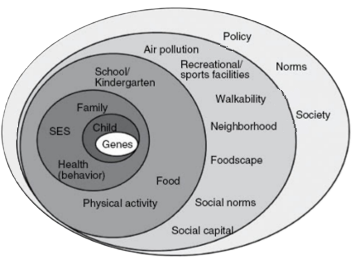 Policy
Air pollution
Norms
Recreational/
sports facilities
School/
Kindergarten
Walkability
Family
Society
SES
Child
Neighborhood
Genes
Foodscape
Health
(behavior)
Food
Physical activity
Social norms
Social capital